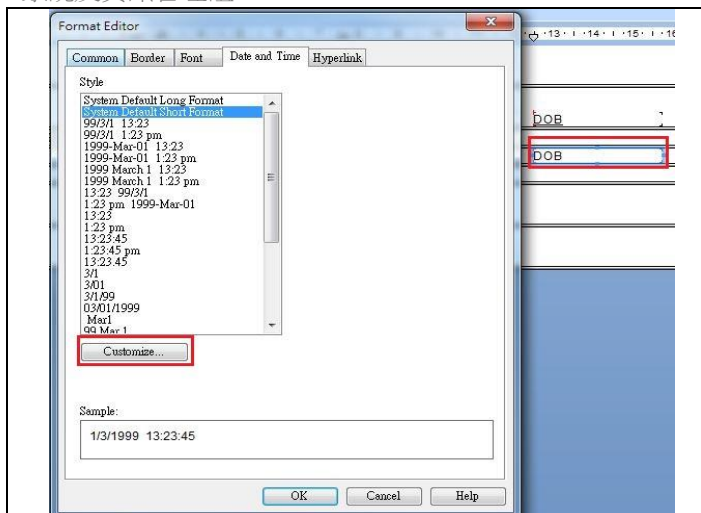 Format Editor
Common Border Font Date and Time Hyperlink
Style
System Default Long Format
System Default Short Format
99/3/1 13:23
99/3/1 1:23 pm
1999-Mar-01 13:23
1999-Mar-01 1:23 pm
1999 March 1 13:23
1999 March 1 1:23 pm
13:23 99/3/1
1:23 pm 1999-Mar-01
13:23
1:23 pm
13:23:45
1:23:45 pm
13:23.45
3/1
3/01
3/1/99
03/01/1999
Mar1
99 Mar 1
Customize...
Sample:
1/3/1999 13:23:45
OK Cancel Help
13 14 15 16
DOB
DOB